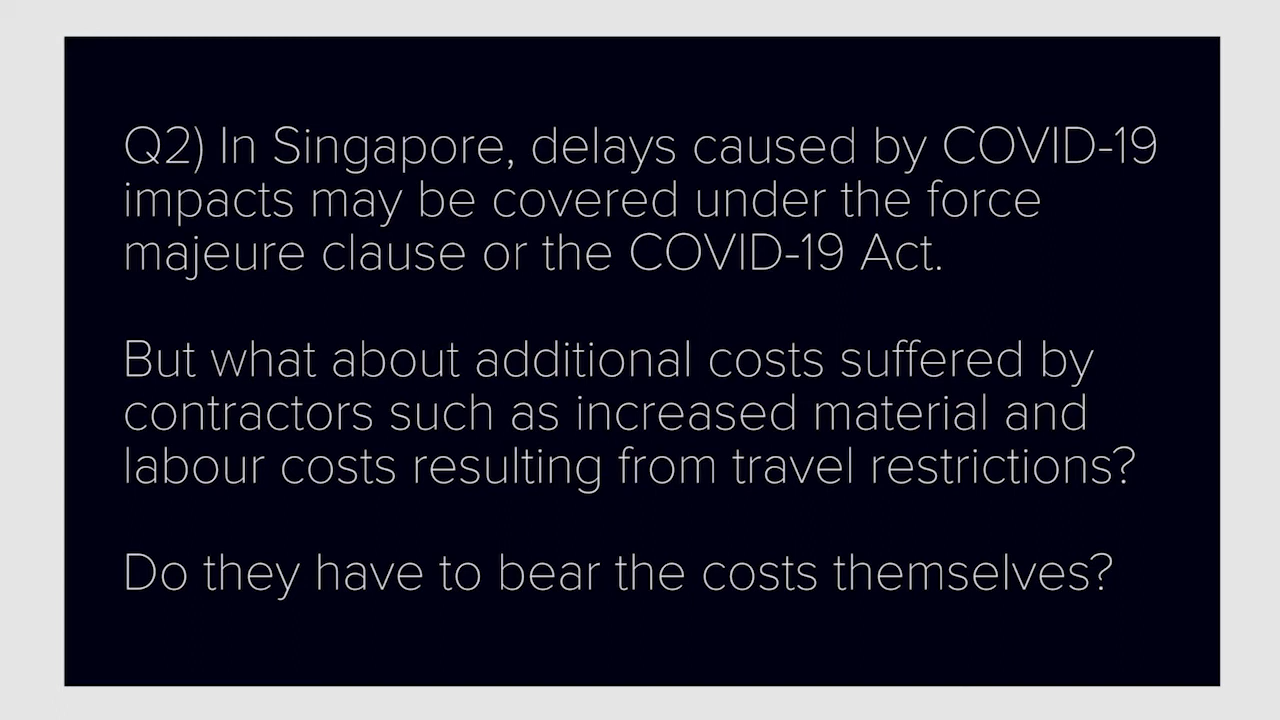 Q2) In Singapore, delays caused by COVID-19
impacts may be covered under the force
majeure clause or the COVID-19 Act.
But what about additional costs suffered by
contractors such as increased material and
labour costs resulting from travel restrictions?
Do they have to bear the costs themselves?